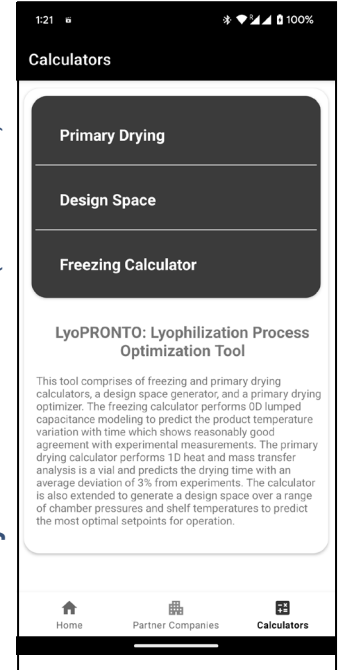 1:21
100%
Calculators
Primary Drying
Design Space
Freezing Calculator
LyoPRONTO: Lyophilization Process
Optimization Tool
This tool comprises of freezing and primary drying
calculators, a design space generator, and a primary drying
optimizer. The freezing calculator performs 0D lumped
capacitance modeling to predict the product temperature
variation with time which shows reasonably good
agreement with experimental measurements. The primary
drying calculator performs 1D heat and mass transfer
analysis is a vial and predicts the drying time with an
average deviation of 3% from experiments. The calculator
is also extended to generate a design space over a range
of chamber pressures and shelf temperatures to predict
the most optimal setpoints for operation.
Home
Partner Companies
Calculators